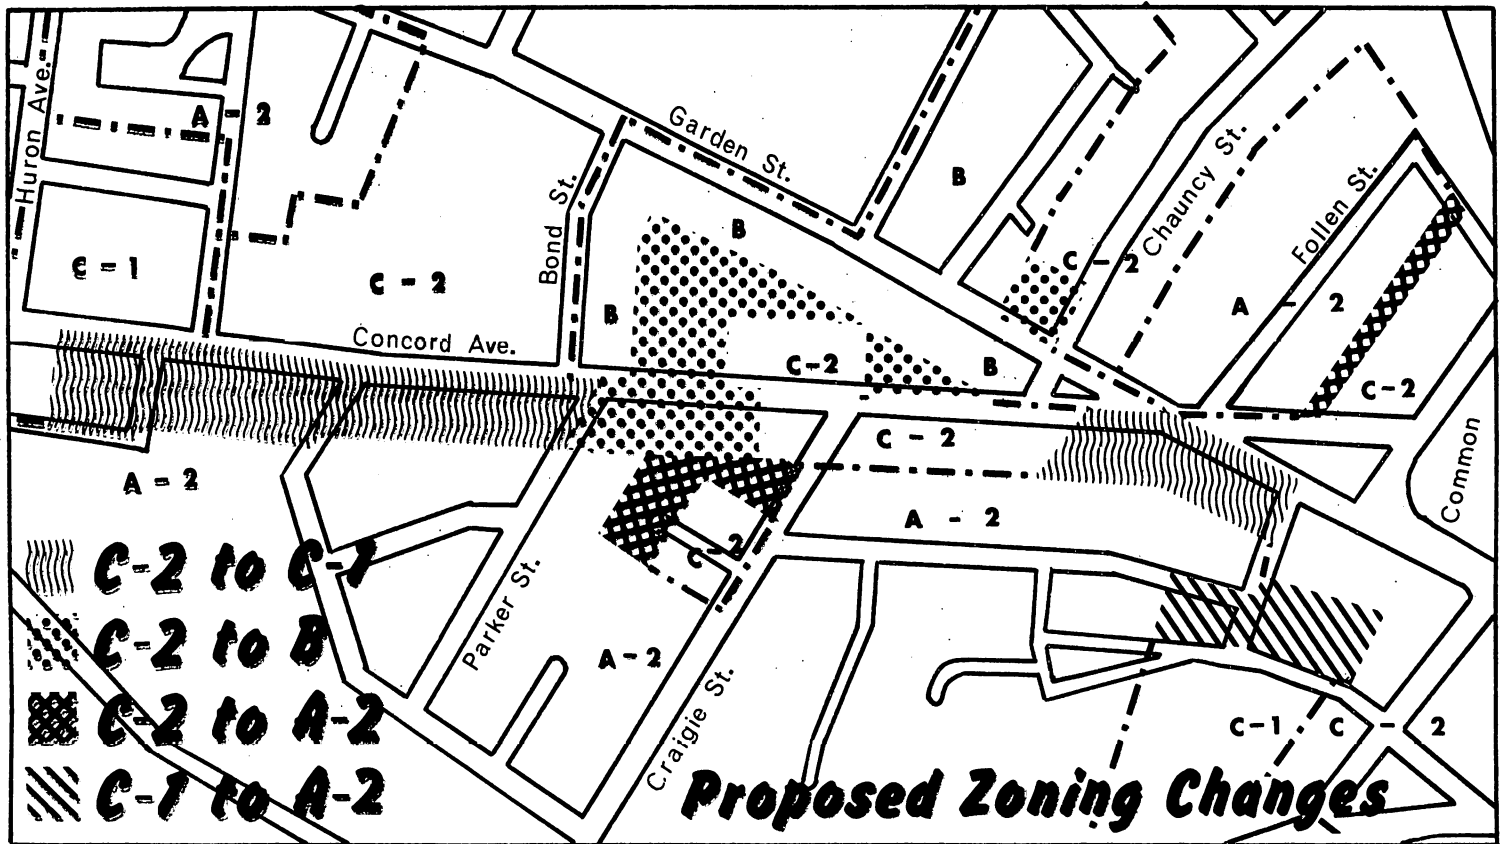 Huron Ave.
A - 2
C - 1
C - 2
Bond St.
Garden St.
B
B
B
C - 2
Chauncy St.
Follen St.
A - 2
C - 2
Concord Ave.
B
C - 2
C - 2
A - 2
C - 2
A - 2
Common
Parker St.
A - 2
Craigie St.
C - 1
C - 2
C-2 to C-1
C-2 to B
C-2 to A-2
C-1 to A-2
Proposed Zoning Changes